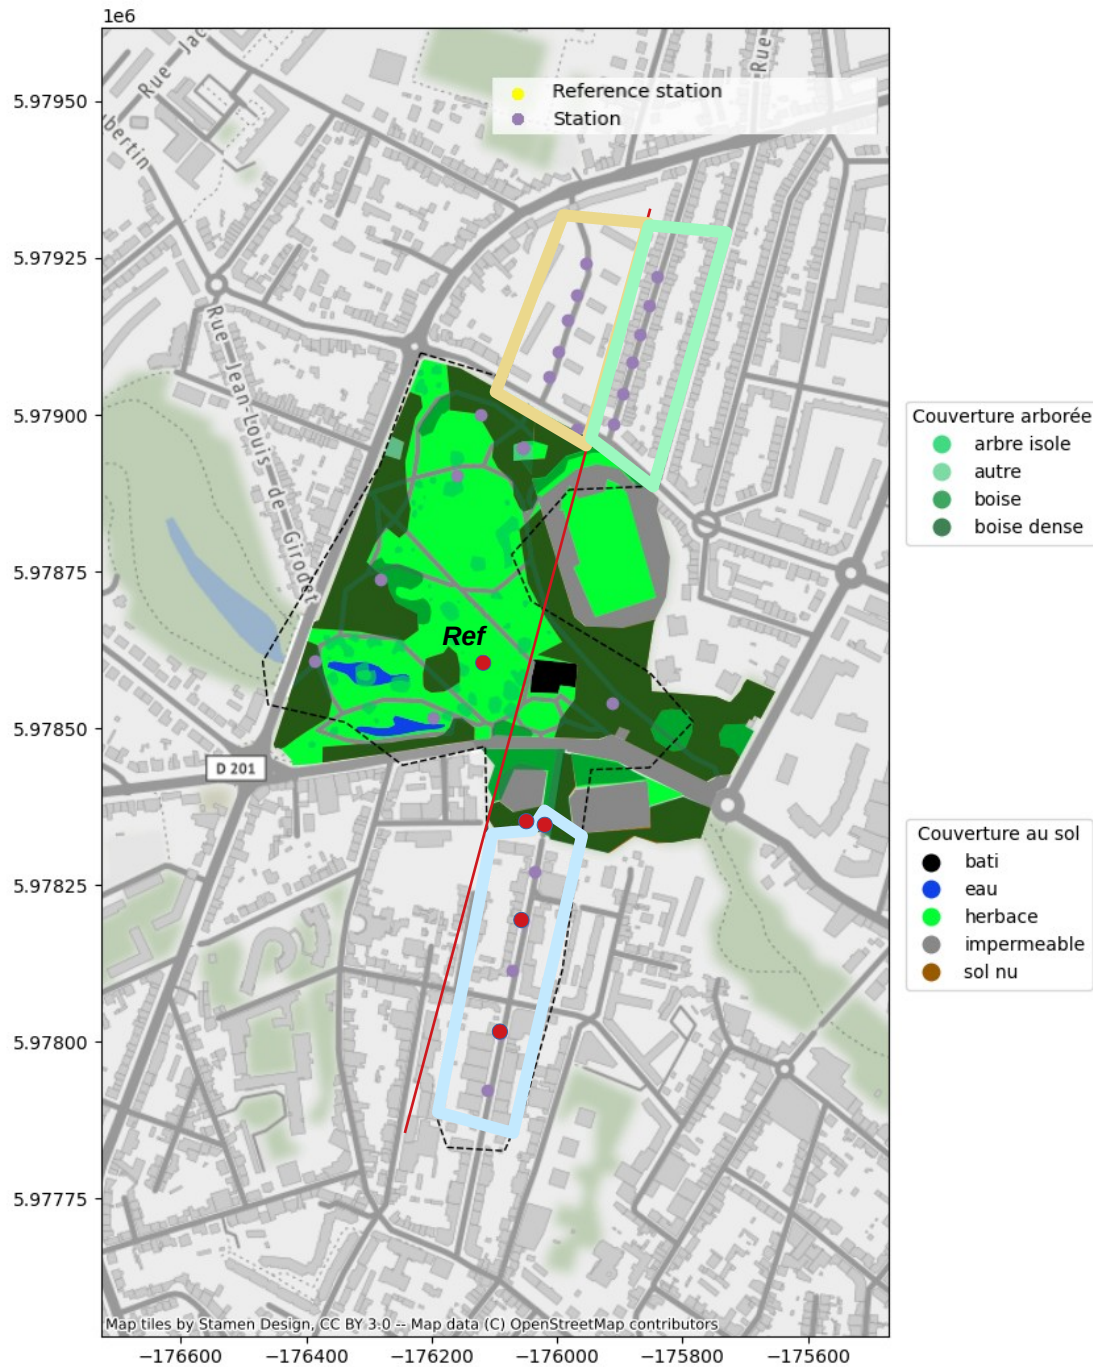 1e6
Rue Jac
Rue
bertin
Reference station
Station
5.97950
5.97925
5.97900
5.97875
5.97850
5.97825
5.97800
5.97775
Rue Jean-Louis de Girodet
Ref
D 201
Couverture arborée
arbre isole
autre
boise
boise dense
Couverture au sol
bati
eau
herbace
impermeable
sol nu
Map tiles by Stamen Design, CC BY 3.0 -- Map data (C) OpenStreetMap contributors
−176600 −176400 −176200 −176000 −175800 −175600